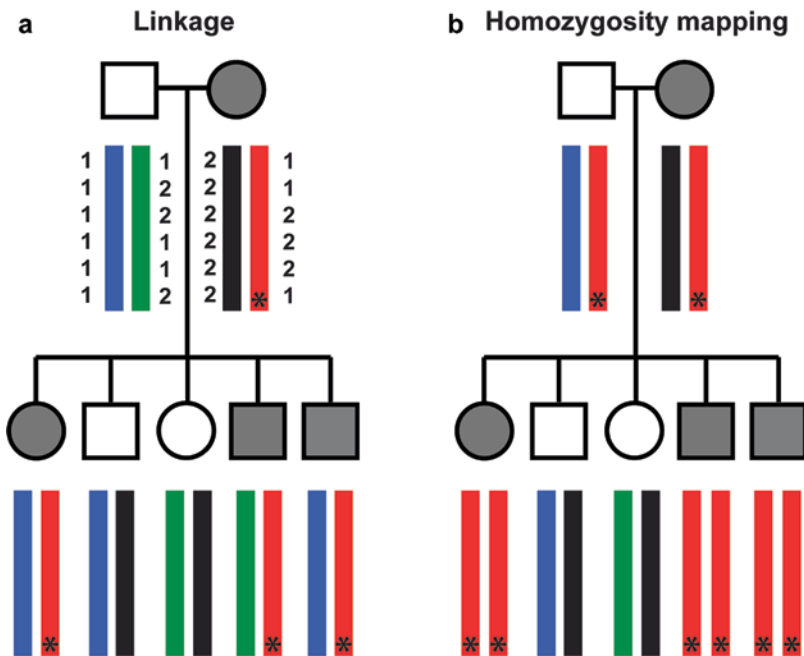 a Linkage
b Homozygosity mapping
1 1 2 1
1 2 2 1
1 2 2 2
1 1 2 2
1 1 2 2
1 2 2 1
* * *
* * *
* * * * * *